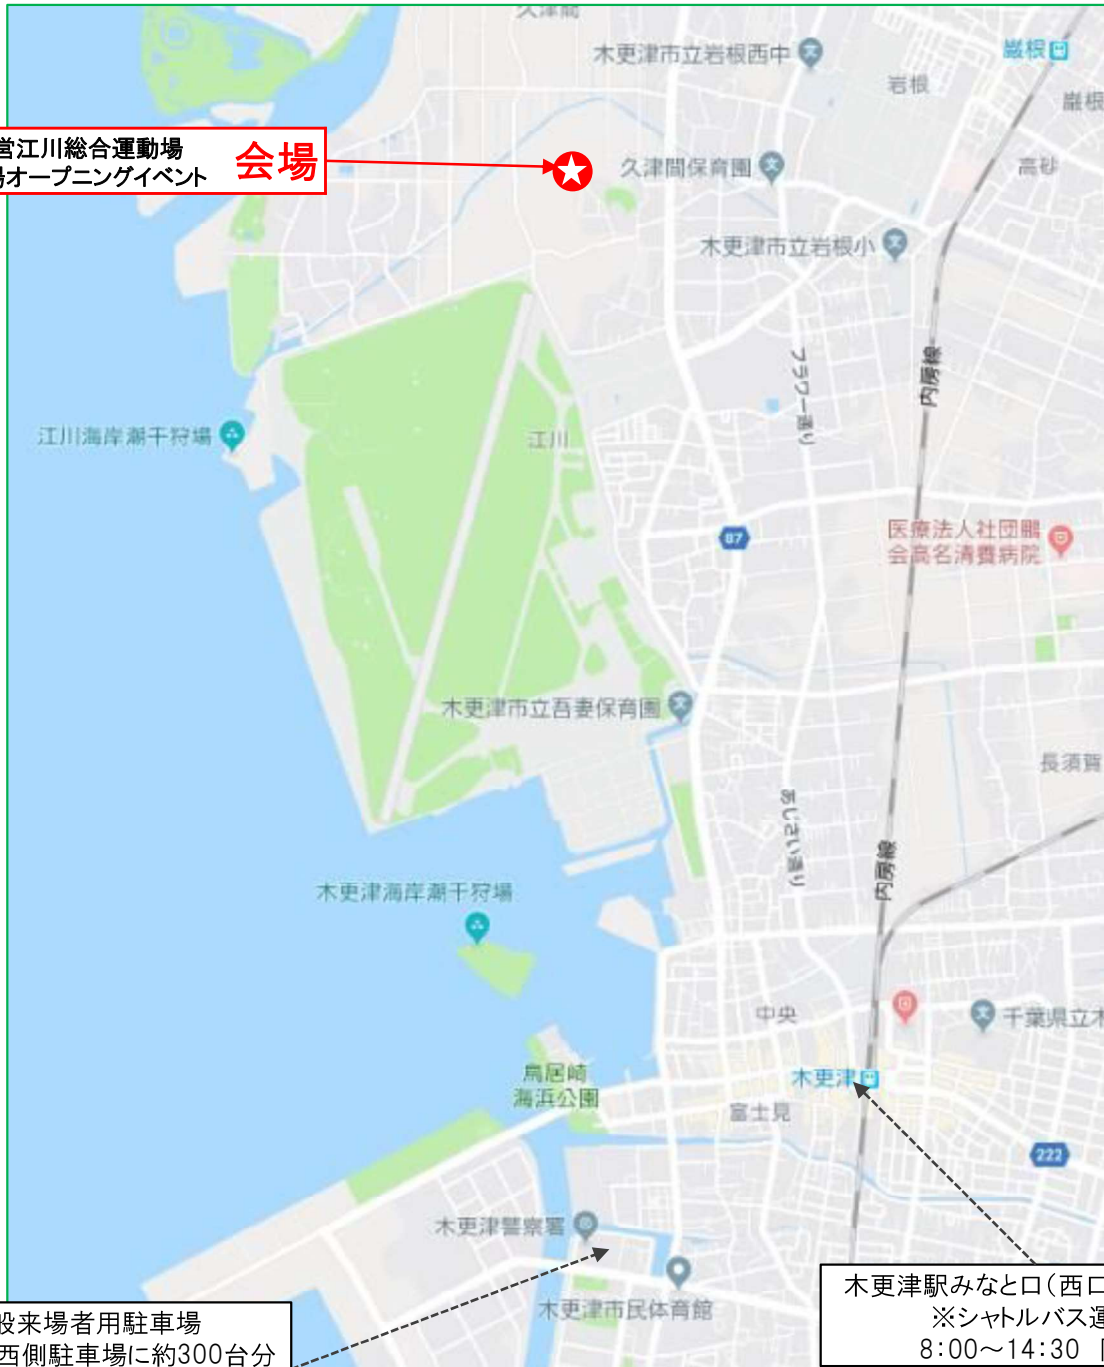 久津間
木更津市立岩根西中
巌根
岩根
巌根
営江川総合運動場
場オープニングイベント
会場
久津間保育園
高砂
木更津市立岩根小
内房線
フラワー通り
江川海岸潮干狩場
江川
87
医療法人社団鵬
会高名清養病院
木更津市立吾妻保育園
長須賀
あじさい通り
内房線
木更津海岸潮干狩場
中央
千葉県立木
鳥居崎
海浜公園
木更津
富士見
222
木更津警察署
木更津市民体育館
木更津駅みなと口(西口
※シャトルバス運
8:00～14:30
般来場者用駐車場
西側駐車場に約300台分